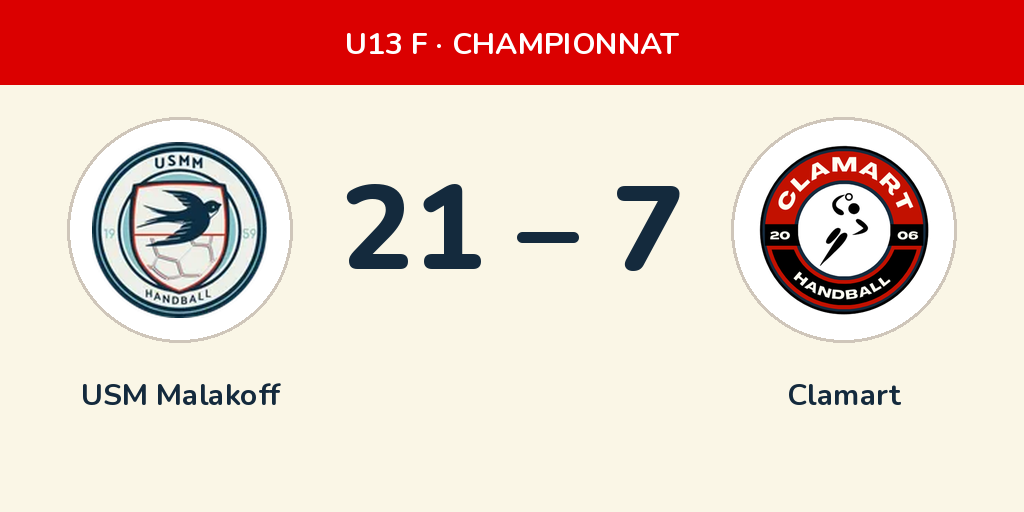 U13 F · CHAMPIONNAT
USMM
19 59
HANDBALL
21 – 7
CLAMART
20 06
HANDBALL
USM Malakoff
Clamart